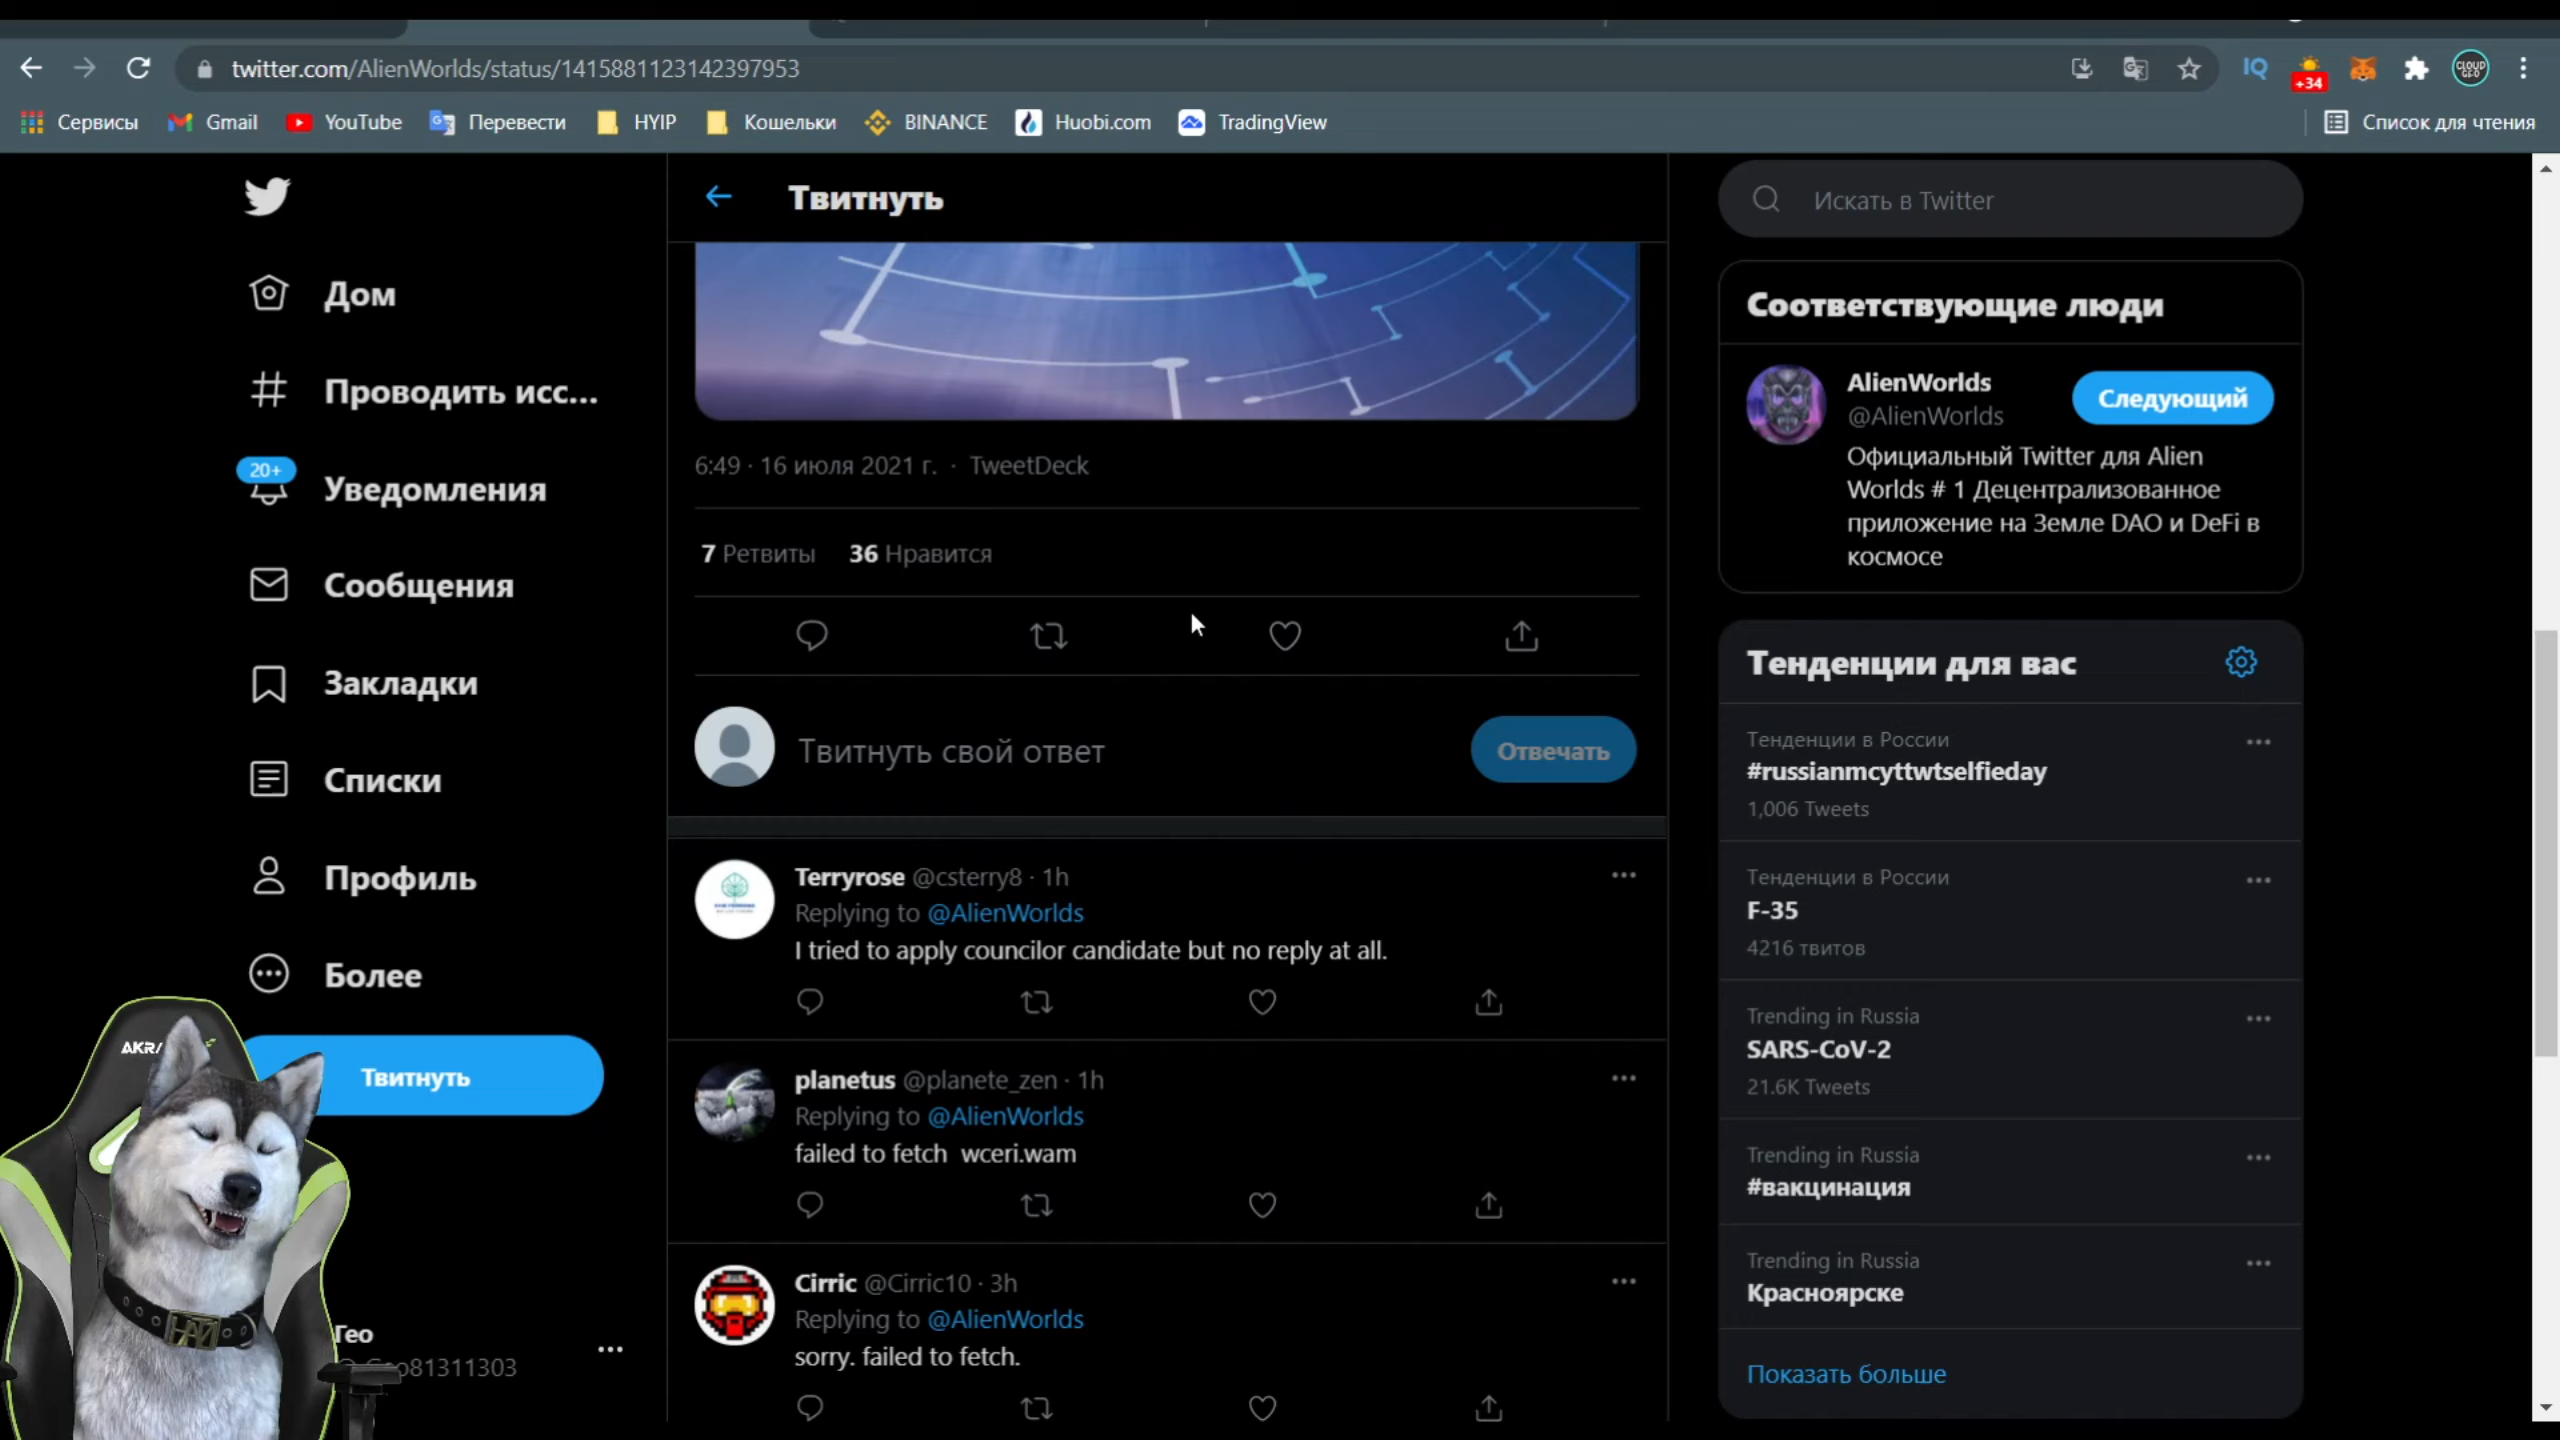 twitter.com/AlienWorlds/status/1415881123142397953
IQ
+34
CLOUD GEO
Сервисы
Gmail
YouTube
Перевести
HYIP
Кошельки
BINANCE
Huobi.com
TradingView
Список для чтения
Дом
Проводить исс...
20+
Уведомления
Сообщения
Закладки
Списки
Профиль
Более
Твитнуть
AKRA
Гео
81311303
Твитнуть
6:49 · 16 июля 2021 г. · TweetDeck
7 Ретвиты 36 Нравится
Твитнуть свой ответ
Отвечать
Terryrose @csterry8 · 1h
Replying to @AlienWorlds
I tried to apply councilor candidate but no reply at all.
planetus @planete_zen · 1h
Replying to @AlienWorlds
failed to fetch wceri.wam
Cirric @Cirric10 · 3h
Replying to @AlienWorlds
sorry. failed to fetch.
Искать в Twitter
Соответствующие люди
AlienWorlds
@AlienWorlds
Следующий
Официальный Twitter для Alien
Worlds # 1 Децентрализованное
приложение на Земле DAO и DeFi в
космосе
Тенденции для вас
Тенденции в России
#russianmcyttwtselfieday
1,006 Tweets
Тенденции в России
F-35
4216 твитов
Trending in Russia
SARS-CoV-2
21.6K Tweets
Trending in Russia
#вакцинация
Trending in Russia
Красноярске
Показать больше